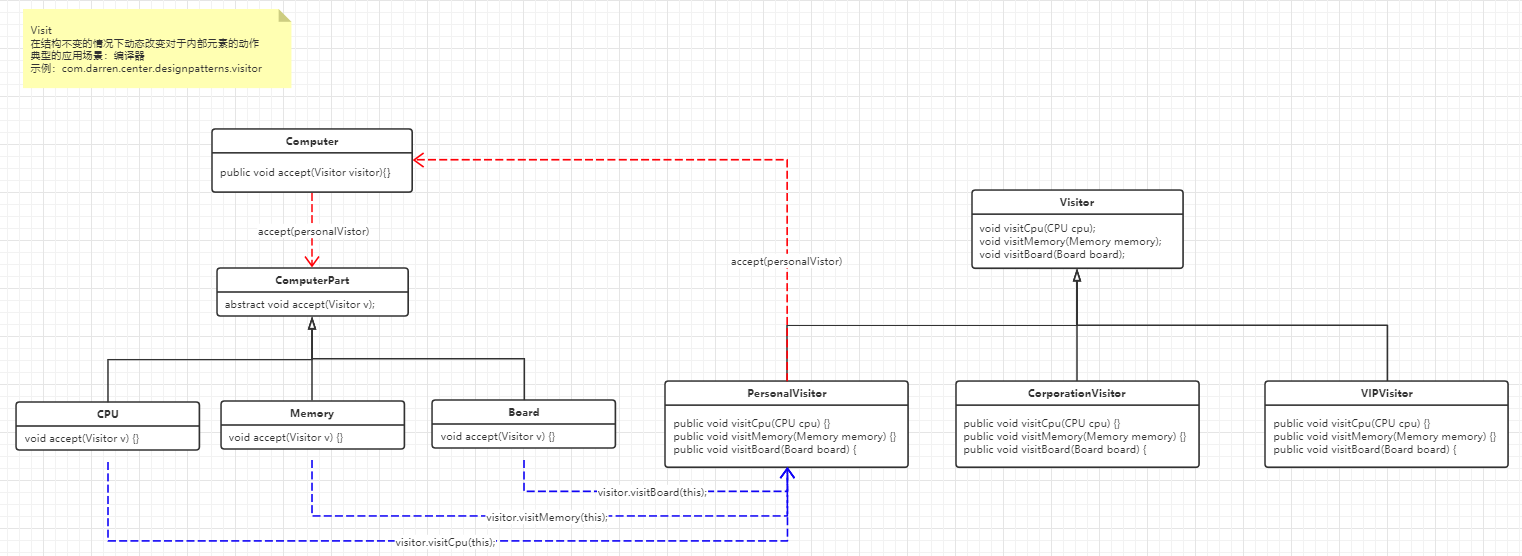 Visit
在结构不变的情况下动态改变对于内部元素的动作
典型的应用场景：编译器
示例：com.darren.center.designpatterns.visitor
Computer
public void accept(Visitor visitor){}
accept(personalVistor)
ComputerPart
abstract void accept(Visitor v);
CPU
void accept(Visitor v) {}
Memory
void accept(Visitor v) {}
Board
void accept(Visitor v) {}
visitor.visitBoard(this);
visitor.visitMemory(this);
visitor.visitCpu(this);
accept(personalVistor)
Visitor
void visitCpu(CPU cpu);
void visitMemory(Memory memory);
void visitBoard(Board board);
PersonalVisitor
public void visitCpu(CPU cpu) {}
public void visitMemory(Memory memory) {}
public void visitBoard(Board board) {
CorporationVisitor
public void visitCpu(CPU cpu) {}
public void visitMemory(Memory memory) {}
public void visitBoard(Board board) {
VIPVisitor
public void visitCpu(CPU cpu) {}
public void visitMemory(Memory memory) {}
public void visitBoard(Board board) {